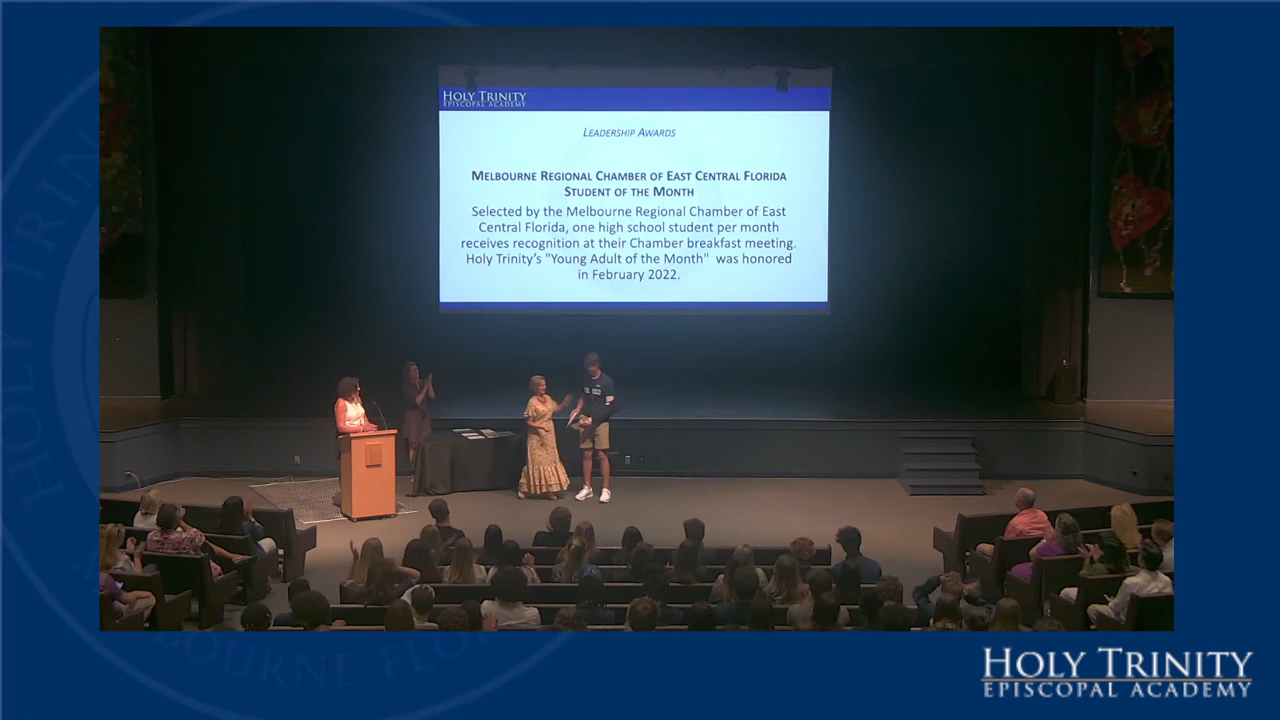 HOLY TRINITY
EPISCOPAL ACADEMY
LEADERSHIP AWARDS
MELBOURNE REGIONAL CHAMBER OF EAST CENTRAL FLORIDA
STUDENT OF THE MONTH
Selected by the Melbourne Regional Chamber of East
Central Florida, one high school student per month
receives recognition at their Chamber breakfast meeting.
Holy Trinity's "Young Adult of the Month" was honored
in February 2022.
HOLY TRINITY
EPISCOPAL ACADEMY